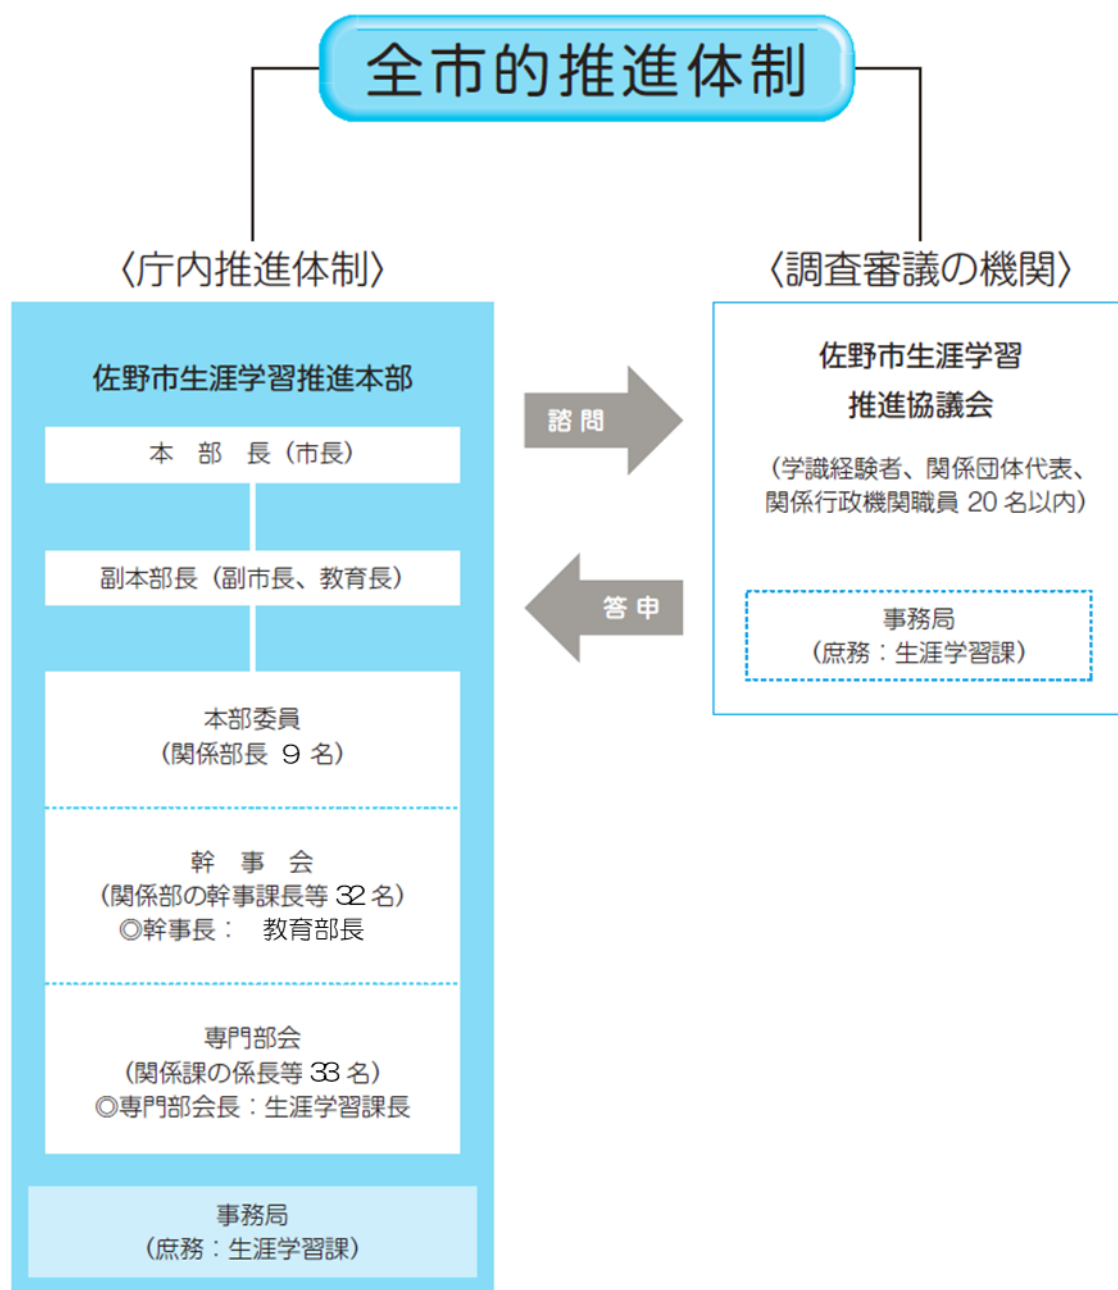 全市的推進体制
〈庁内推進体制〉
佐野市生涯学習推進本部
本　部　長（市長）
副本部長（副市長、教育長）
本部委員
（関係部長 9 名）
幹　事　会
（関係部の幹事課長等 32 名）
◎幹事長：　教育部長
専門部会
（関係課の係長等 33 名）
◎専門部会長：生涯学習課長
事務局
（庶務：生涯学習課）
諮問
答申
〈調査審議の機関〉
佐野市生涯学習
推進協議会
（学識経験者、関係団体代表、
関係行政機関職員 20 名以内）
事務局
（庶務：生涯学習課）